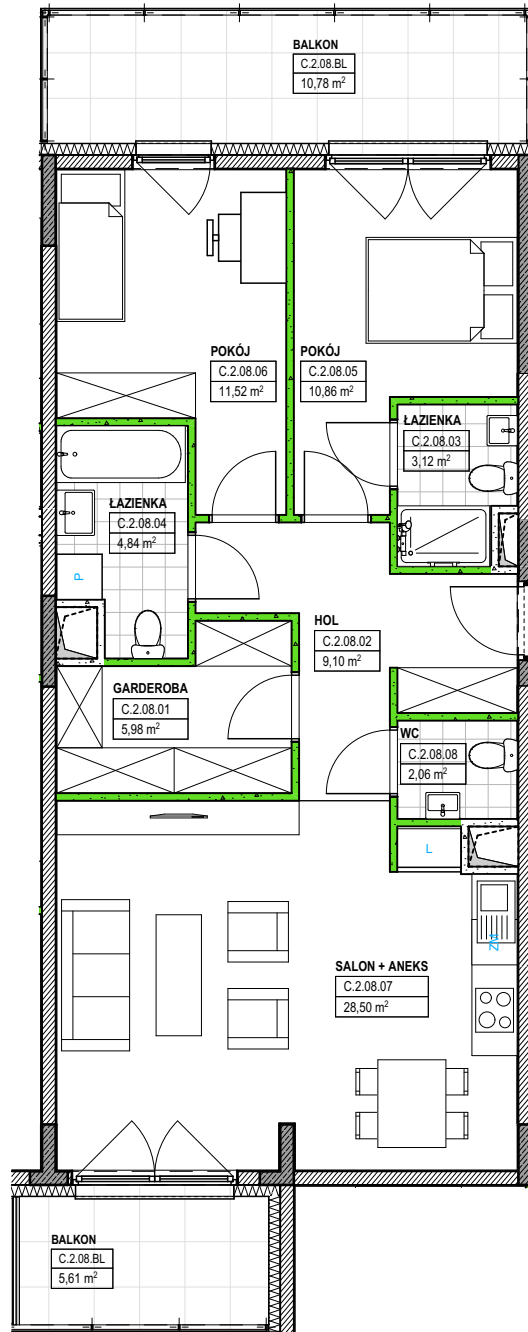 BALKON
C.2.08.BL
10,78 m²
POKÓJ
C.2.08.06
11,52 m²
POKÓJ
C.2.08.05
10,86 m²
ŁAZIENKA
C.2.08.03
3,12 m²
ŁAZIENKA
C.2.08.04
4,84 m²
P
HOL
C.2.08.02
9,10 m²
GARDEROBA
C.2.08.01
5,98 m²
WC
C.2.08.08
2,06 m²
L
ZM
SALON + ANEKS
C.2.08.07
28,50 m²
BALKON
C.2.08.BL
5,61 m²